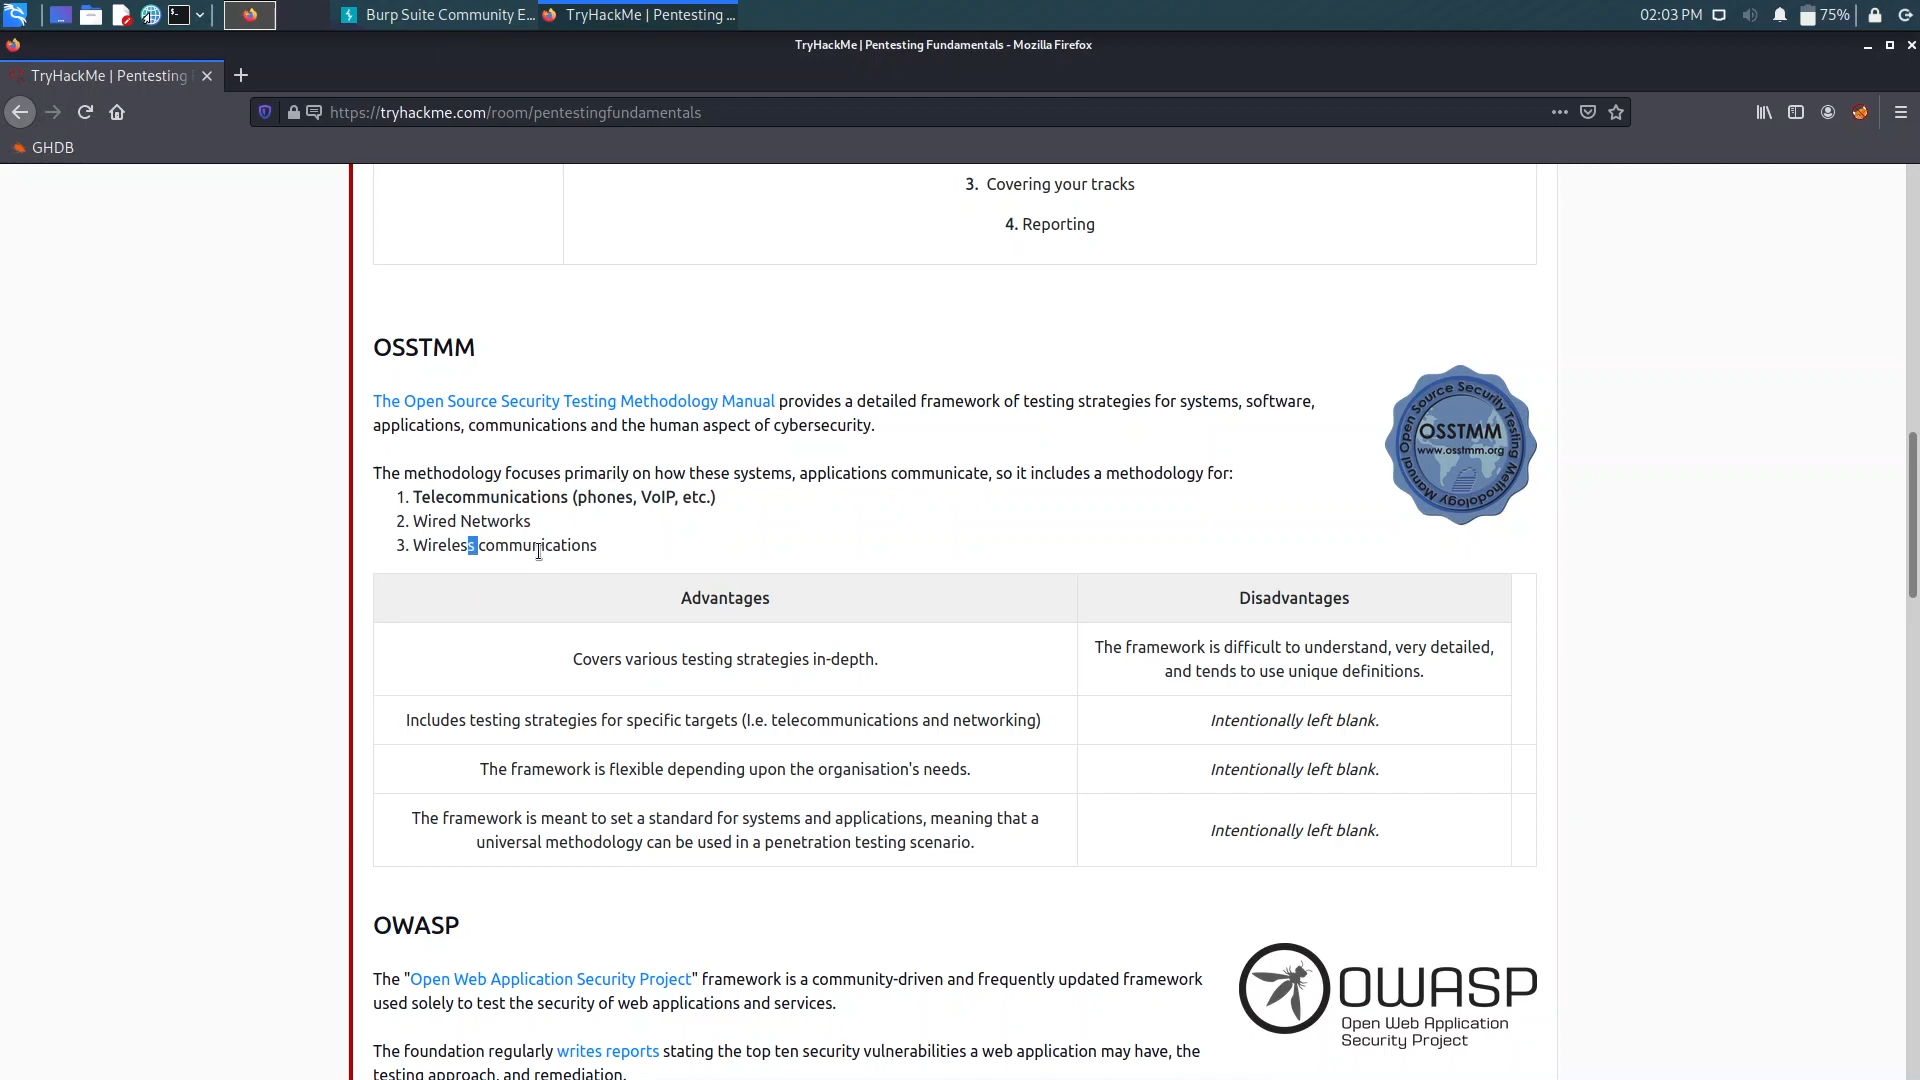 Burp Suite Community E...
TryHackMe | Pentesting ...
02:03 PM
75%
TryHackMe | Pentesting Fundamentals - Mozilla Firefox
TryHackMe | Pentesting
https://tryhackme.com/room/pentestingfundamentals
GHDB
3. Covering your tracks
4. Reporting
OSSTMM
The Open Source Security Testing Methodology Manual provides a detailed framework of testing strategies for systems, software,
applications, communications and the human aspect of cybersecurity.
Open Source Security Testing Methodology Manual
OSSTMM
www.osstmm.org
The methodology focuses primarily on how these systems, applications communicate, so it includes a methodology for:
1. Telecommunications (phones, VoIP, etc.)
2. Wired Networks
3. Wireless communications
Advantages
Disadvantages
Covers various testing strategies in-depth.
The framework is difficult to understand, very detailed,
and tends to use unique definitions.
Includes testing strategies for specific targets (I.e. telecommunications and networking)
Intentionally left blank.
The framework is flexible depending upon the organisation's needs.
Intentionally left blank.
The framework is meant to set a standard for systems and applications, meaning that a
universal methodology can be used in a penetration testing scenario.
Intentionally left blank.
OWASP
The "Open Web Application Security Project" framework is a community-driven and frequently updated framework
used solely to test the security of web applications and services.
OWASP
Open Web Application
Security Project
The foundation regularly writes reports stating the top ten security vulnerabilities a web application may have, the
testing approach, and remediation.